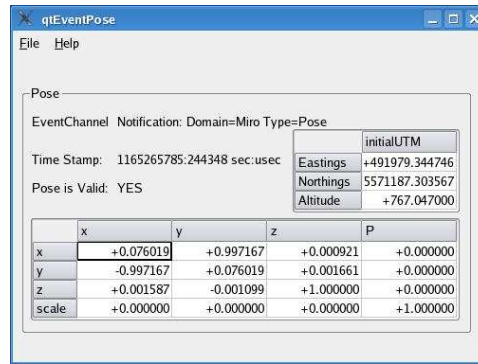 qtEventPose
File Help
Pose
EventChannel Notification: Domain=Miro Type=Pose
Time Stamp: 1165265785:244348 sec:usec
Pose is Valid: YES
initialUTM
Eastings +491979.344746
Northings 5571187.303567
Altitude +767.047000
x y z P
x +0.076019 +0.997167 +0.000921 +0.000000
y -0.997167 +0.076019 +0.001661 +0.000000
z +0.001587 -0.001099 +1.000000 +0.000000
scale +0.000000 +0.000000 +0.000000 +1.000000